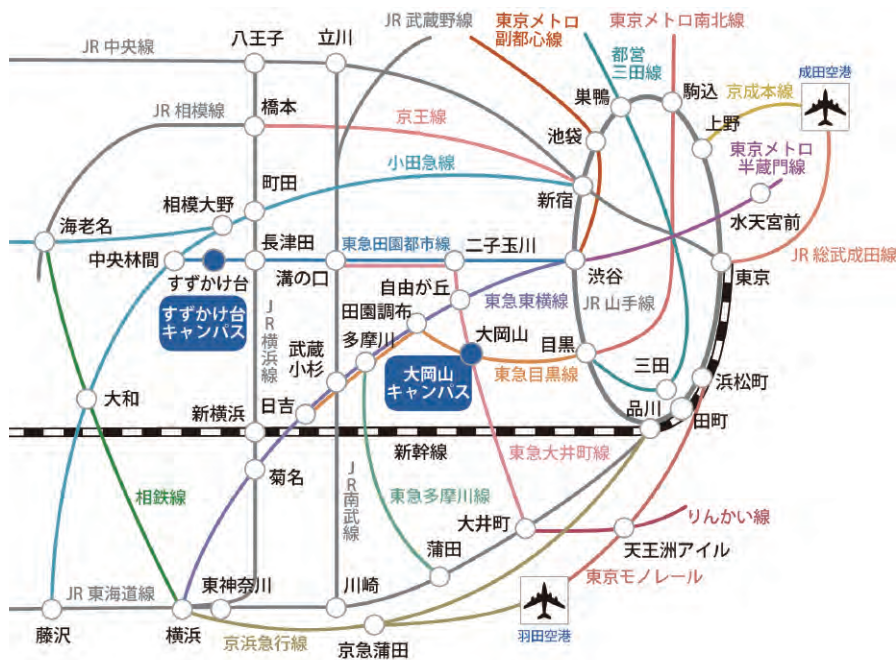 JR 武蔵野線
東京メトロ
副都心線
東京メトロ南北線
JR 中央線
八王子
立川
都営
三田線
巣鴨
駒込
京成本線
成田空港
JR 相模線
橋本
京王線
池袋
上野
東京メトロ
半蔵門線
小田急線
町田
相模大野
新宿
水天宮前
海老名
中央林間
長津田
東急田園都市線
二子玉川
溝の口
渋谷
東京
JR 総武成田線
すずかけ台
すずかけ台
キャンパス
自由が丘
東急東横線
JR 山手線
田園調布
多摩川
大岡山
目黒
JR横浜線
武蔵
小杉
大岡山
キャンパス
東急目黒線
三田
浜松町
大和
新横浜
日吉
品川
田町
新幹線
菊名
JR南武線
東急大井町線
相鉄線
東急多摩川線
大井町
りんかい線
蒲田
天王洲アイル
JR 東海道線
東神奈川
川崎
東京モノレール
藤沢
横浜
京浜急行線
京急蒲田
羽田空港